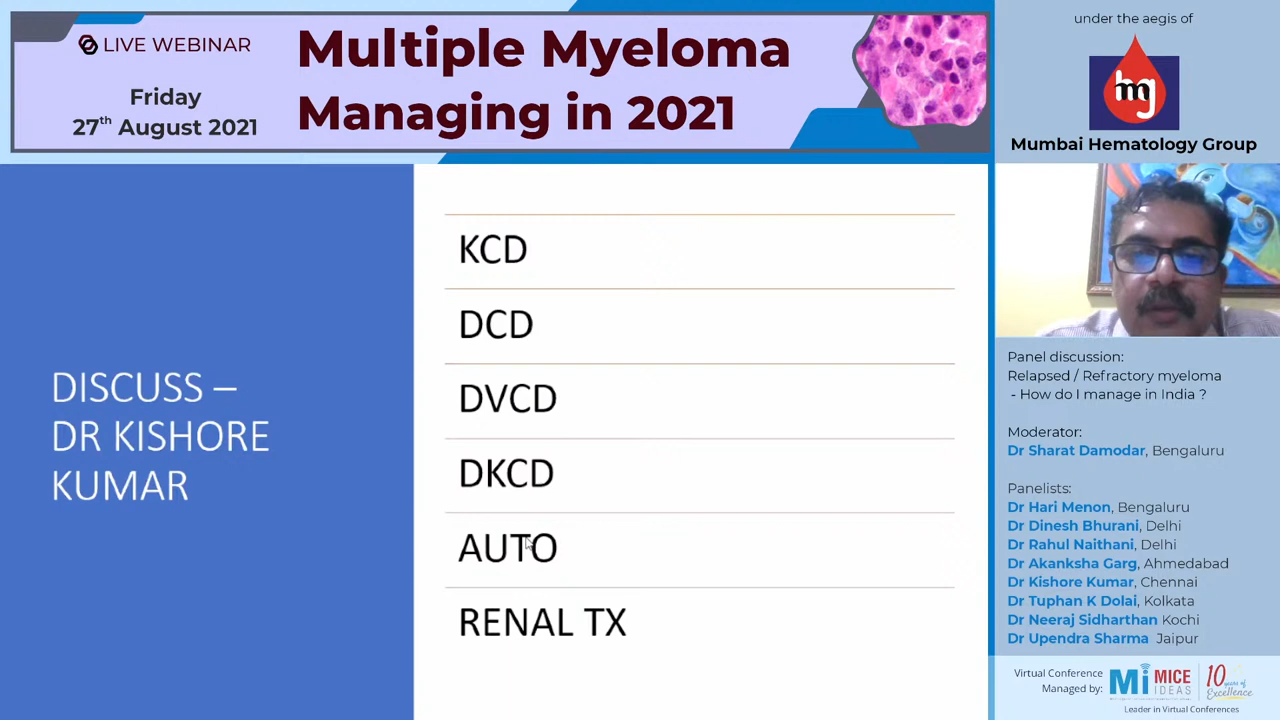 LIVE WEBINAR
Friday
27th August 2021
Multiple Myeloma
Managing in 2021
under the aegis of
hmg
Mumbai Hematology Group
DISCUSS –
DR KISHORE
KUMAR
KCD
DCD
DVCD
DKCD
AUTO
RENAL TX
Panel discussion:
Relapsed / Refractory myeloma
- How do I manage in India ?
Moderator:
Dr Sharat Damodar, Bengaluru
Panelists:
Dr Hari Menon, Bengaluru
Dr Dinesh Bhurani, Delhi
Dr Rahul Naithani, Delhi
Dr Akanksha Garg, Ahmedabad
Dr Kishore Kumar, Chennai
Dr Tuphan K Dolai, Kolkata
Dr Neeraj Sidharthan Kochi
Dr Upendra Sharma Jaipur
Virtual Conference
Managed by:
Mi MICE
IDEAS
10 years of
Excellence
Leader in Virtual Conferences